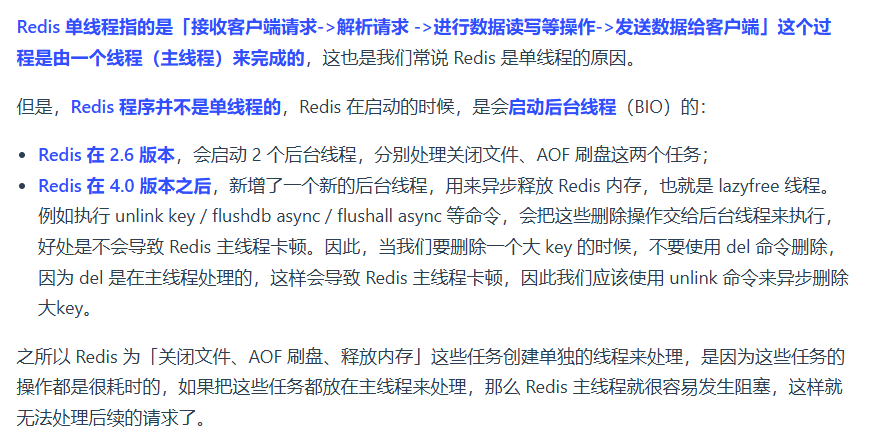 Redis 单线程指的是「接收客户端请求->解析请求 ->进行数据读写等操作->发送数据给客户端」这个过
程是由一个线程（主线程）来完成的，这也是我们常说 Redis 是单线程的原因。
但是，Redis 程序并不是单线程的，Redis 在启动的时候，是会启动后台线程（BIO）的：
• Redis 在 2.6 版本，会启动 2 个后台线程，分别处理关闭文件、AOF 刷盘这两个任务；
• Redis 在 4.0 版本之后，新增了一个新的后台线程，用来异步释放 Redis 内存，也就是 lazyfree 线程。
例如执行 unlink key / flushdb async / flushall async 等命令，会把这些删除操作交给后台线程来执行，
好处是不会导致 Redis 主线程卡顿。因此，当我们要删除一个大 key 的时候，不要使用 del 命令删除，
因为 del 是在主线程处理的，这样会导致 Redis 主线程卡顿，因此我们应该使用 unlink 命令来异步删除
大key。
之所以 Redis 为「关闭文件、AOF 刷盘、释放内存」这些任务创建单独的线程来处理，是因为这些任务的
操作都是很耗时的，如果把这些任务都放在主线程来处理，那么 Redis 主线程就很容易发生阻塞，这样就
无法处理后续的请求了。